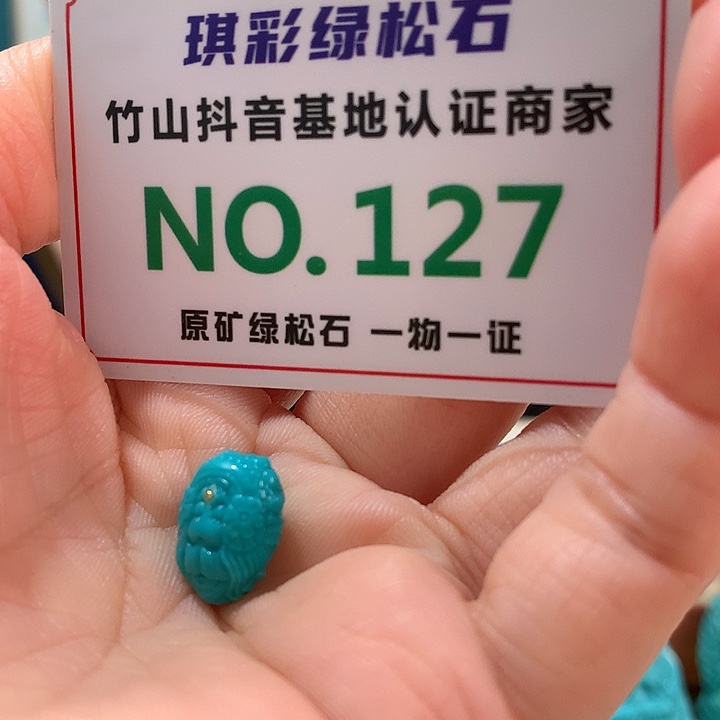 琪彩绿松石
竹山抖音基地认证商家
NO.127
原矿绿松石 一物一证